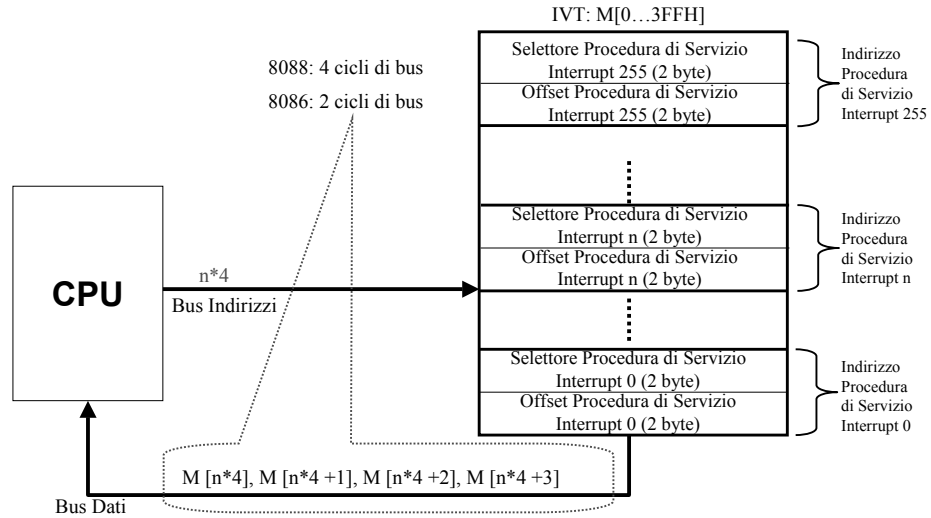 IVT: M[0…3FFH]
8088: 4 cicli di bus
8086: 2 cicli di bus
Selettore Procedura di Servizio
Interrupt 255 (2 byte)
Offset Procedura di Servizio
Interrupt 255 (2 byte)
Indirizzo
Procedura
di Servizio
Interrupt 255
Selettore Procedura di Servizio
Interrupt n (2 byte)
Offset Procedura di Servizio
Interrupt n (2 byte)
Indirizzo
Procedura
di Servizio
Interrupt n
CPU
n*4
Bus Indirizzi
Selettore Procedura di Servizio
Interrupt 0 (2 byte)
Offset Procedura di Servizio
Interrupt 0 (2 byte)
Indirizzo
Procedura
di Servizio
Interrupt 0
M [n*4], M [n*4 +1], M [n*4 +2], M [n*4 +3]
Bus Dati